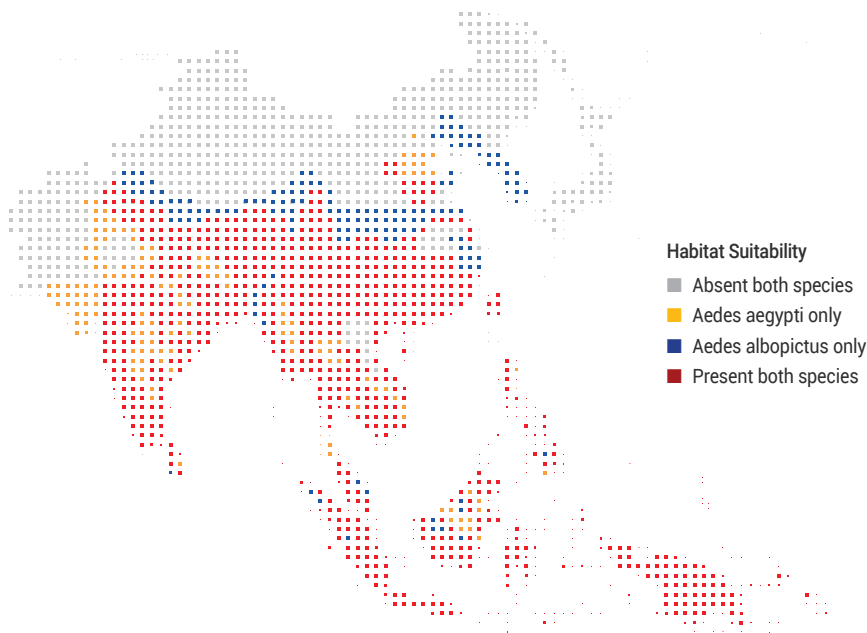 Habitat Suitability
Absent both species
Aedes aegypti only
Aedes albopictus only
Present both species